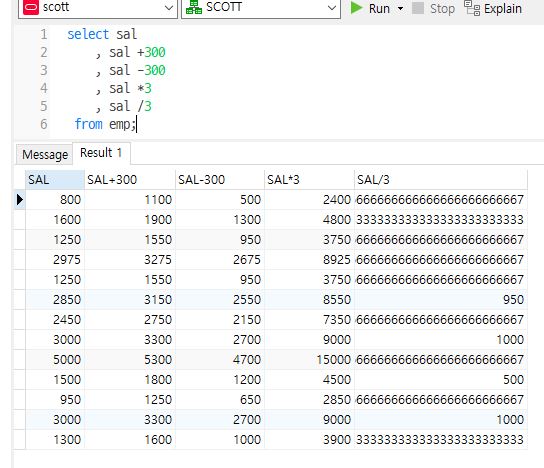 scott SCOTT Run Stop Explain
1 select sal
2 , sal +300
3 , sal -300
4 , sal *3
5 , sal /3
6 from emp;
Message Result 1
SAL SAL+300 SAL-300 SAL*3 SAL/3
800 1100 500 2400 666666666666666666666667
1600 1900 1300 4800 333333333333333333333333
1250 1550 950 3750 666666666666666666666667
2975 3275 2675 8925 666666666666666666666667
1250 1550 950 3750 666666666666666666666667
2850 3150 2550 8550 950
2450 2750 2150 7350 666666666666666666666667
3000 3300 2700 9000 1000
5000 5300 4700 15000 666666666666666666666667
1500 1800 1200 4500 500
950 1250 650 2850 666666666666666666666667
3000 3300 2700 9000 1000
1300 1600 1000 3900 333333333333333333333333